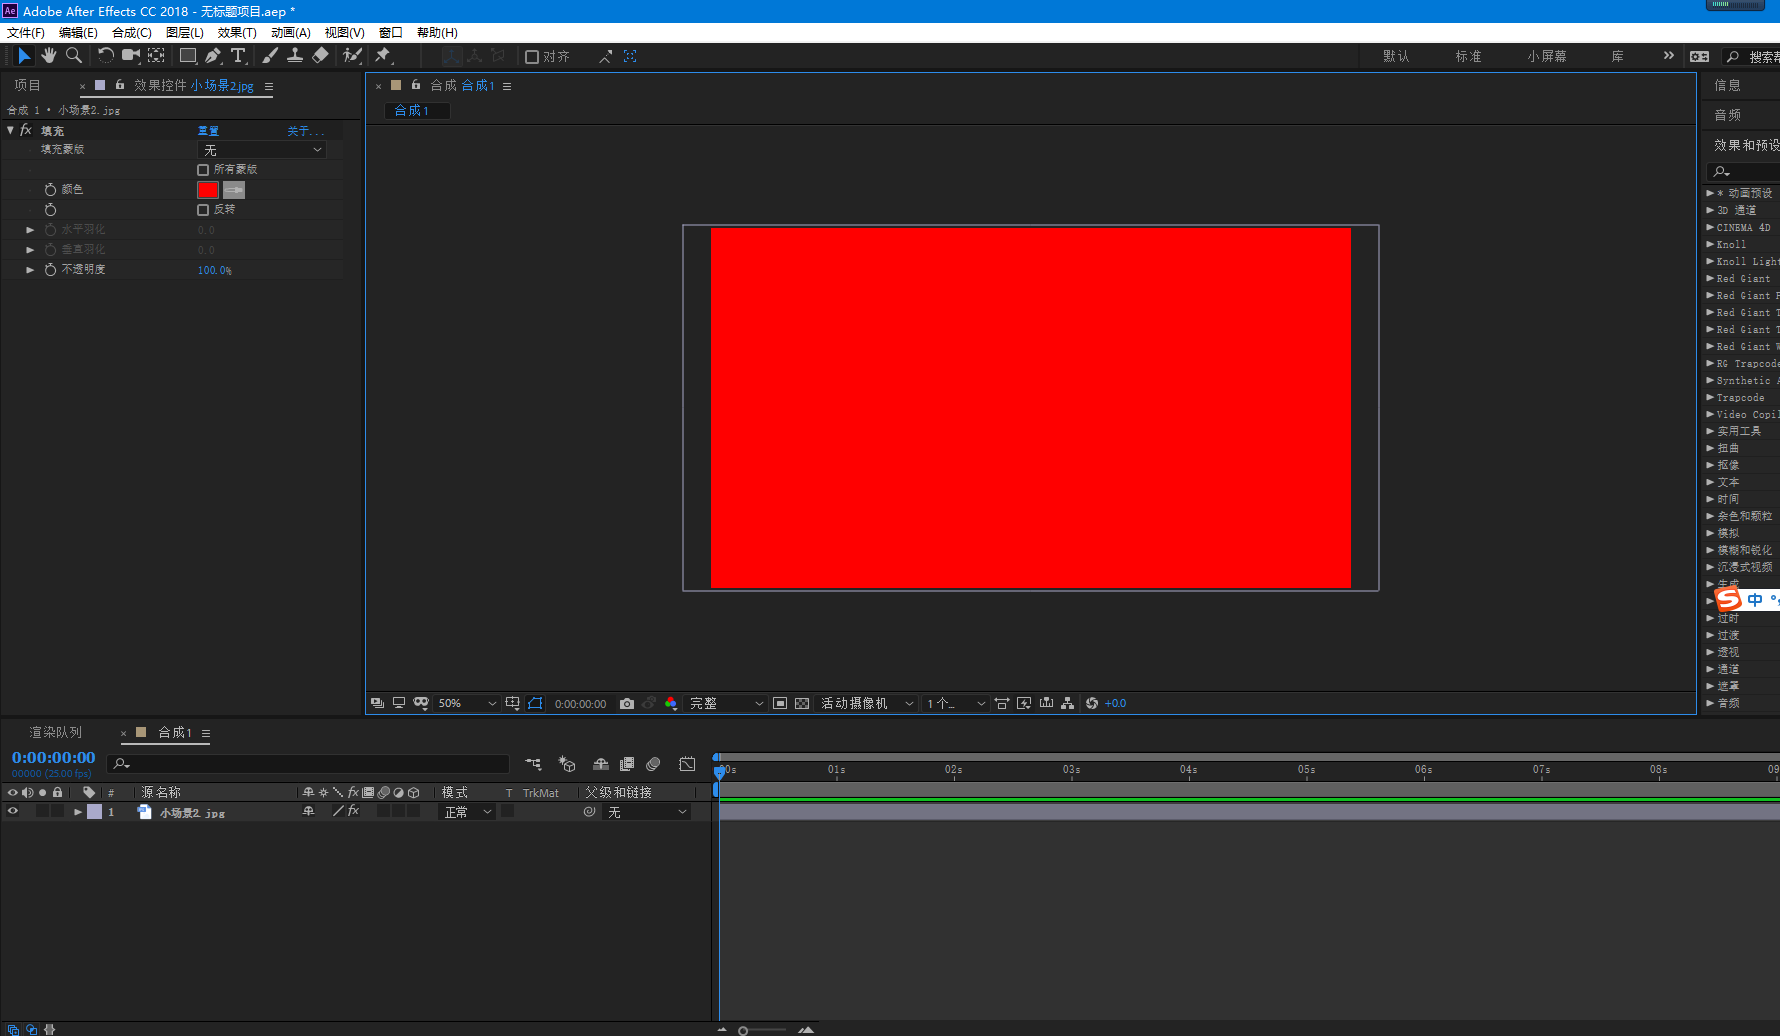 Ae Adobe After Effects CC 2018 - 无标题项目.aep *
文件(F) 编辑(E) 合成(C) 图层(L) 效果(T) 动画(A) 视图(V) 窗口 帮助(H)
T 对齐 默认 标准 小屏幕 库 搜索帮
项目 × 效果控件 小场景2.jpg
合成 1 • 小场景2.jpg
fx 填充 重置 关于...
填充蒙版 无
所有蒙版
颜色
反转
水平羽化 0.0
垂直羽化 0.0
不透明度 100.0%
× 合成 合成1
合成1
50% 0:00:00:00 完整 活动摄像机 1个... +0.0
信息
音频
效果和预设
* 动画预设
3D 通道
CINEMA 4D
Knoll
Knoll Light
Red Giant
Red Giant
Red Giant T
Red Giant T
Red Giant W
RG Trapcode
Synthetic A
Trapcode
Video Copil
实用工具
扭曲
抠像
文本
时间
杂色和颗粒
模拟
模糊和锐化
沉浸式视频
生成
S 中
过时
过渡
透视
通道
遮罩
音频
渲染队列 × 合成1
0:00:00:00
00000 (25.00 fps)
00s 01s 02s 03s 04s 05s 06s 07s 08s 09
# 源名称 fx 模式 T TrkMat 父级和链接
1 小场景2.jpg fx 正常 无